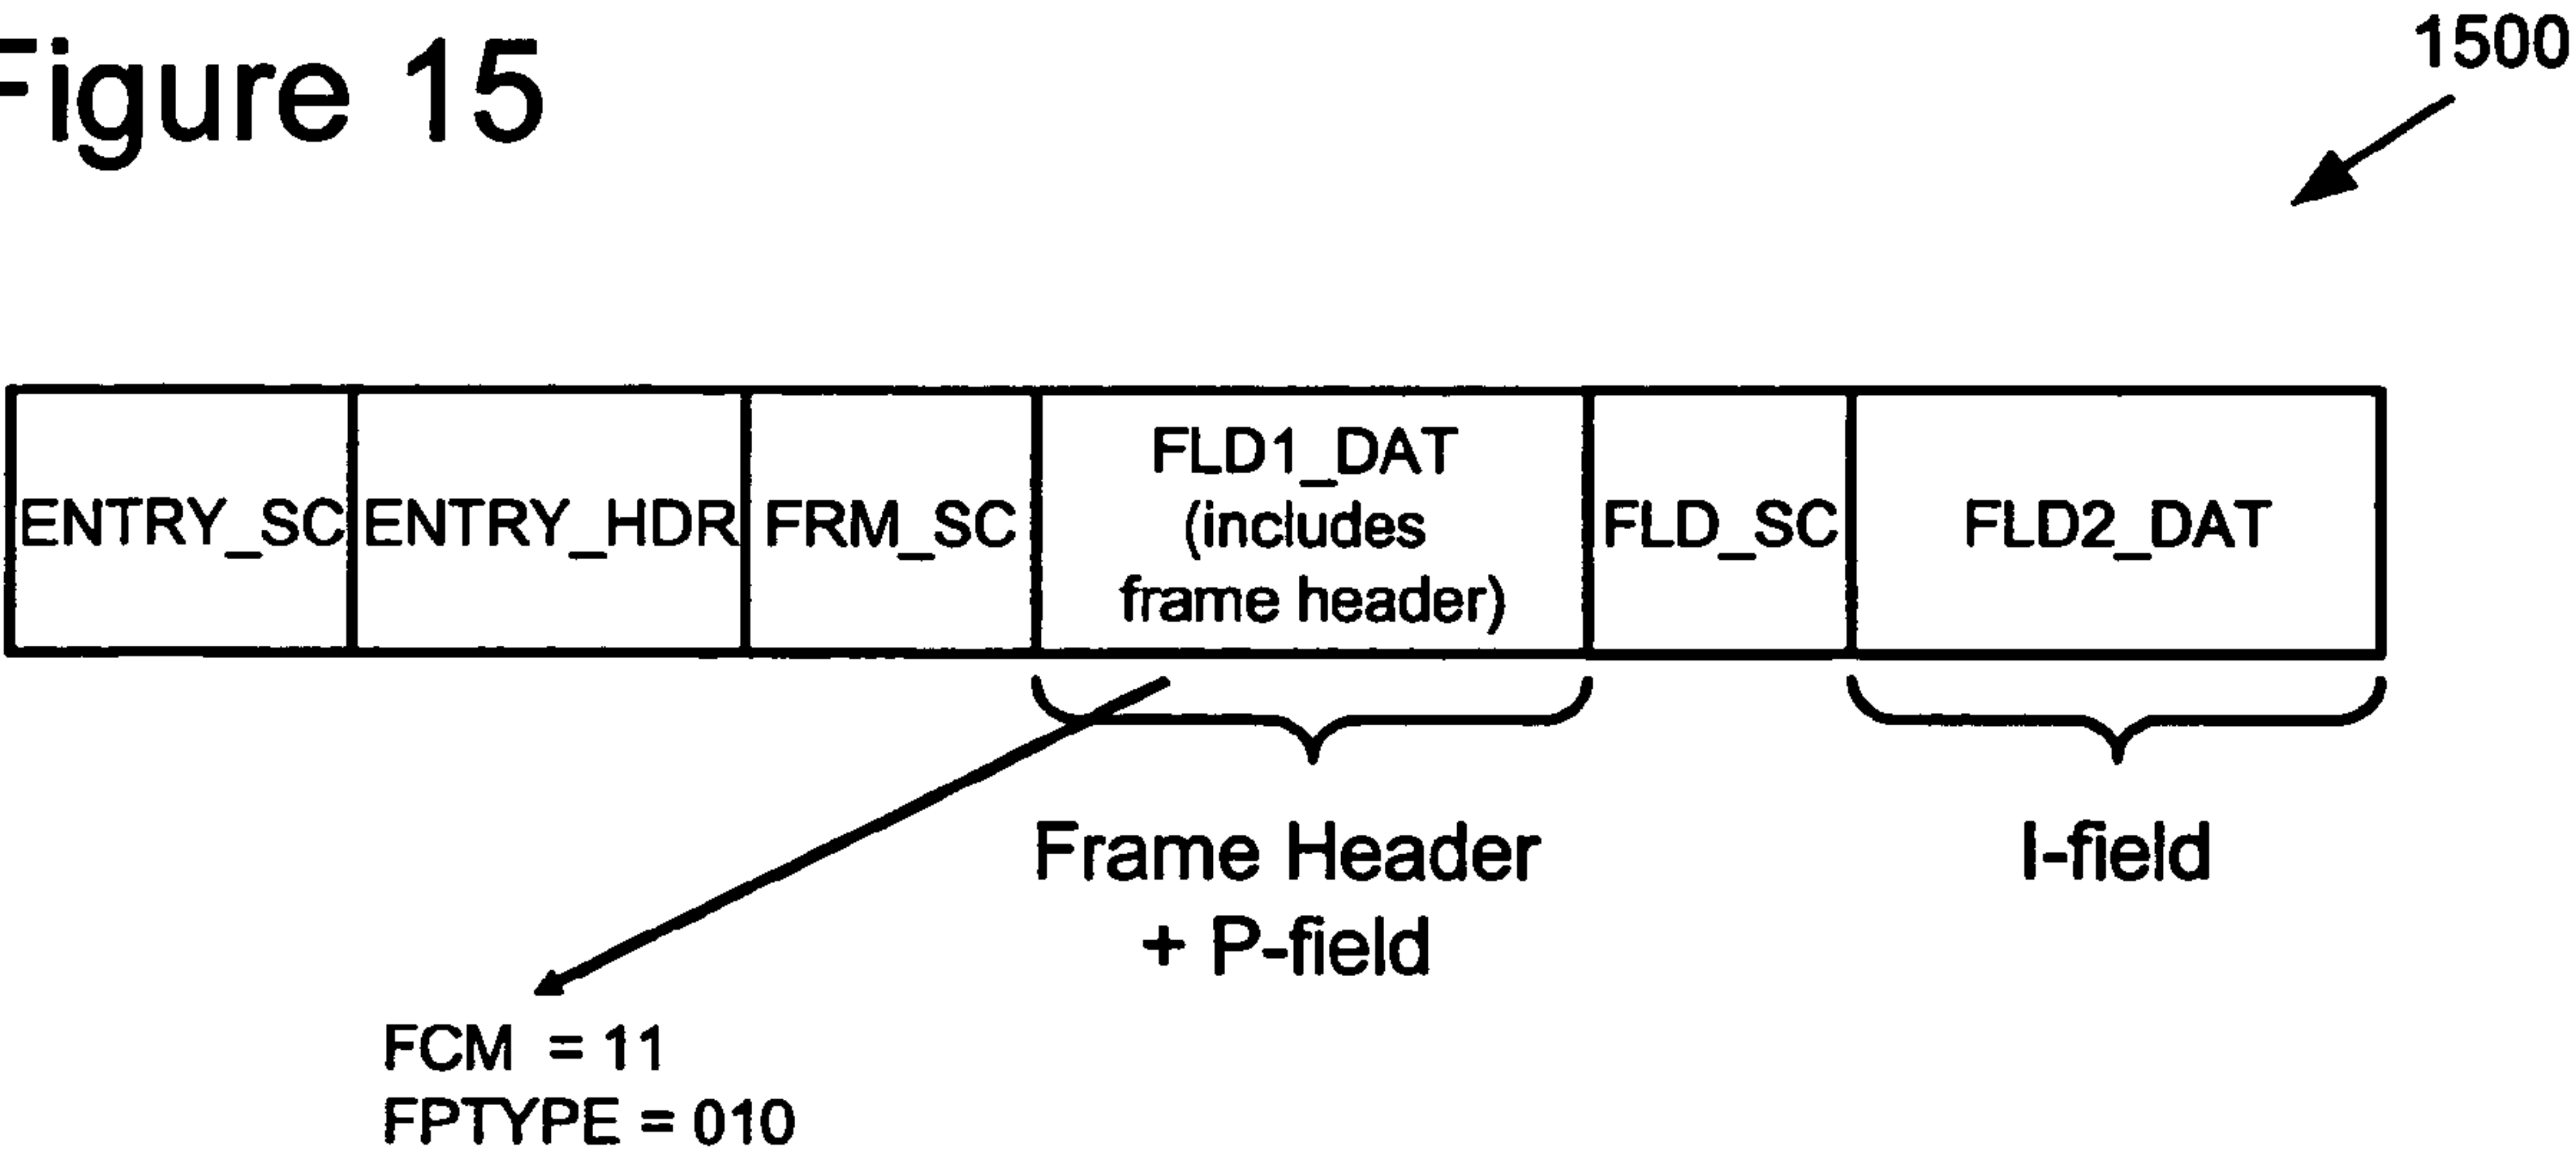 Figure 15
1500
ENTRY_SC ENTRY_HDR FRM_SC FLD1_DAT (includes frame header) FLD_SC FLD2_DAT
Frame Header + P-field
I-field
FCM = 11
FPTYPE = 010